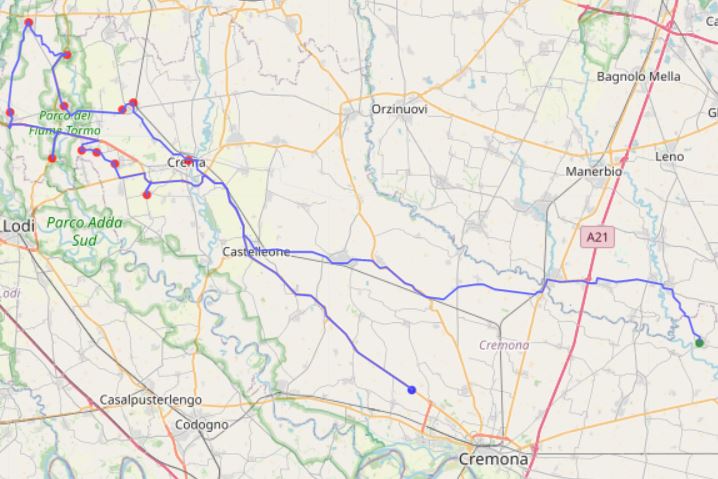 Ca
Bagnolo Mella
Orzinuovi
Parco del
Fiume Tormo
Gh
Leno
Crema
Manerbio
Lodi
Parco Adda
Sud
A21
Castelleone
Lodi
Cremona
Casalpusterlengo
Codogno
Cremona